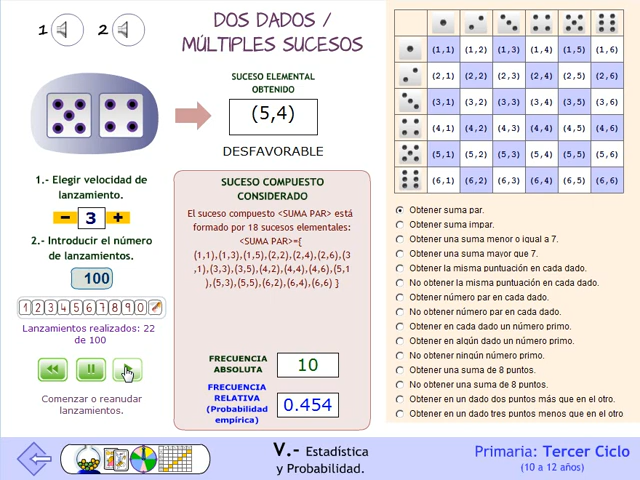 1
2
DOS DADOS /
MÚLTIPLES SUCESOS
SUCESO ELEMENTAL
OBTENIDO
(5,4)
DESFAVORABLE
1.- Elegir velocidad de
lanzamiento.
- 3 +
2.- Introducir el número
de lanzamientos.
100
1 2 3 4 5 6 7 8 9 0
Lanzamientos realizados: 22
de 100
Comenzar o reanudar
lanzamientos.
SUCESO COMPUESTO
CONSIDERADO
El suceso compuesto <SUMA PAR> está
formado por 18 sucesos elementales:
<SUMA PAR>={
(1,1),(1,3),(1,5),(2,2),(2,4),(2,6),(3
,1),(3,3),(3,5),(4,2),(4,4),(4,6),(5,1
),(5,3),(5,5),(6,2),(6,4),(6,6) }
FRECUENCIA
ABSOLUTA
10
FRECUENCIA
RELATIVA
(Probabilidad
empírica)
0.454
(1,1) (1,2) (1,3) (1,4) (1,5) (1,6)
(2,1) (2,2) (2,3) (2,4) (2,5) (2,6)
(3,1) (3,2) (3,3) (3,4) (3,5) (3,6)
(4,1) (4,2) (4,3) (4,4) (4,5) (4,6)
(5,1) (5,2) (5,3) (5,4) (5,5) (5,6)
(6,1) (6,2) (6,3) (6,4) (6,5) (6,6)
Obtener suma par.
Obtener suma impar.
Obtener una suma menor o igual a 7.
Obtener una suma mayor que 7.
Obtener la misma puntuación en cada dado.
No obtener la misma puntuación en cada dado.
Obtener número par en cada dado.
No obtener número par en cada dado.
Obtener en cada dado un número primo.
Obtener en algún dado un número primo.
No obtener ningún número primo.
Obtener una suma de 8 puntos.
No obtener una suma de 8 puntos.
Obtener en un dado dos puntos más que en el otro.
Obtener en un dado tres puntos menos que en el otro
V.- Estadística
y Probabilidad.
Primaria: Tercer Ciclo
(10 a 12 años)